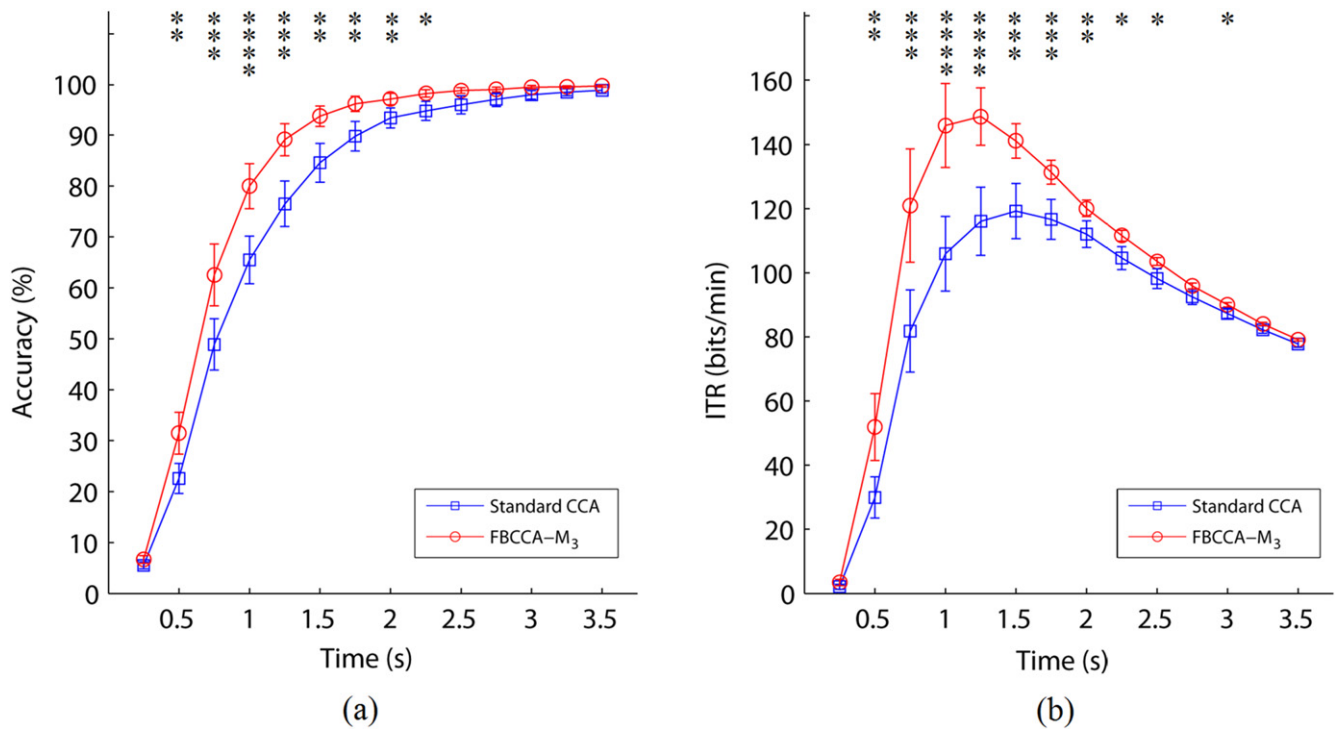 ** *** **** *** ** ** ** *
100
90
80
70
60
50
40
30
20
10
0
Accuracy (%)
Standard CCA
FBCCA−M3
0.5 1 1.5 2 2.5 3 3.5
Time (s)
(a)
** *** **** **** *** *** ** * * *
160
140
120
100
80
60
40
20
0
ITR (bits/min)
Standard CCA
FBCCA−M3
0.5 1 1.5 2 2.5 3 3.5
Time (s)
(b)